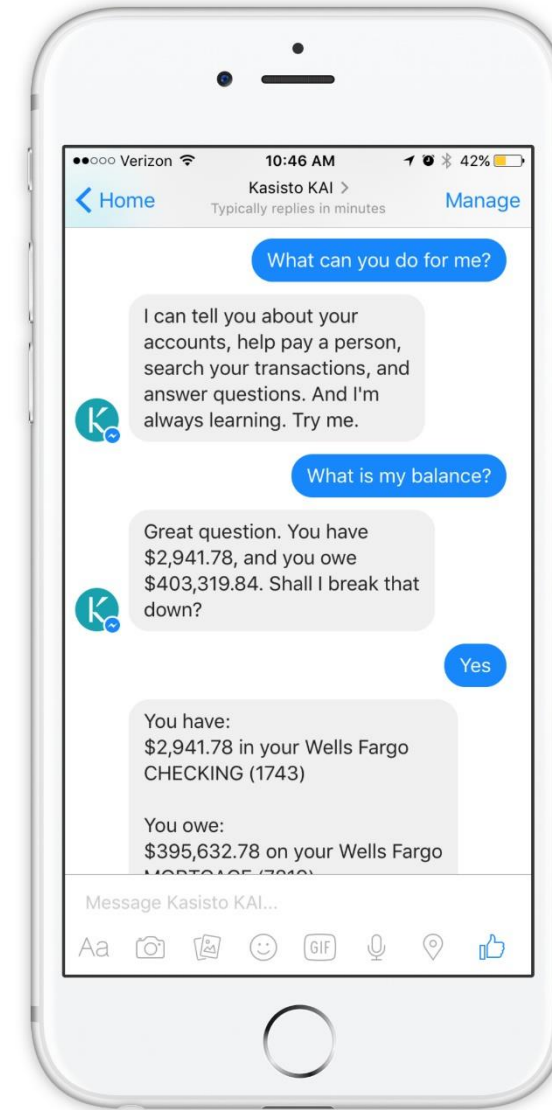 Verizon 10:46 AM 42%
Home Kasisto KAI > Manage
Typically replies in minutes
What can you do for me?
I can tell you about your
accounts, help pay a person,
search your transactions, and
answer questions. And I'm
always learning. Try me.
K
What is my balance?
Great question. You have
$2,941.78, and you owe
$403,319.84. Shall I break that
down?
K
Yes
You have:
$2,941.78 in your Wells Fargo
CHECKING (1743)
You owe:
$395,632.78 on your Wells Fargo
Message Kasisto KAI...
Aa GIF